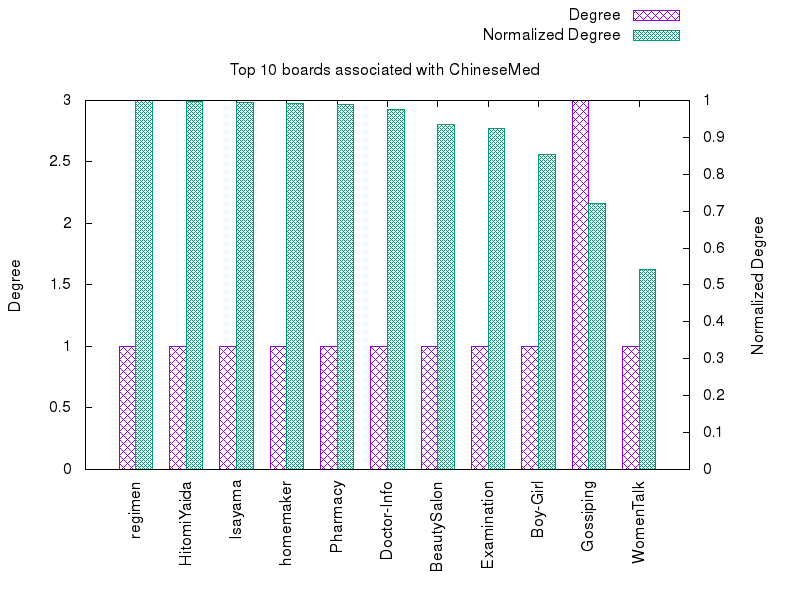 Degree
Normalized Degree
Top 10 boards associated with ChineseMed
3
2.5
2
1.5
1
0.5
0
1
0.9
0.8
0.7
0.6
0.5
0.4
0.3
0.2
0.1
0
Degree
Normalized Degree
regimen
HitomiYaida
Isayama
homemaker
Pharmacy
Doctor-Info
BeautySalon
Examination
Boy-Girl
Gossiping
WomenTalk